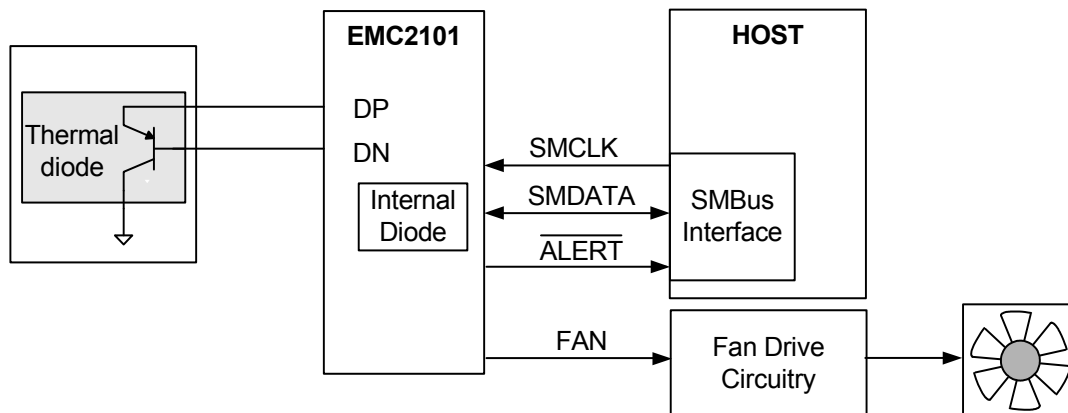 EMC2101
HOST
Thermal
diode
DP
DN
Internal
Diode
SMCLK
SMDATA
ALERT
SMBus
Interface
FAN
Fan Drive
Circuitry